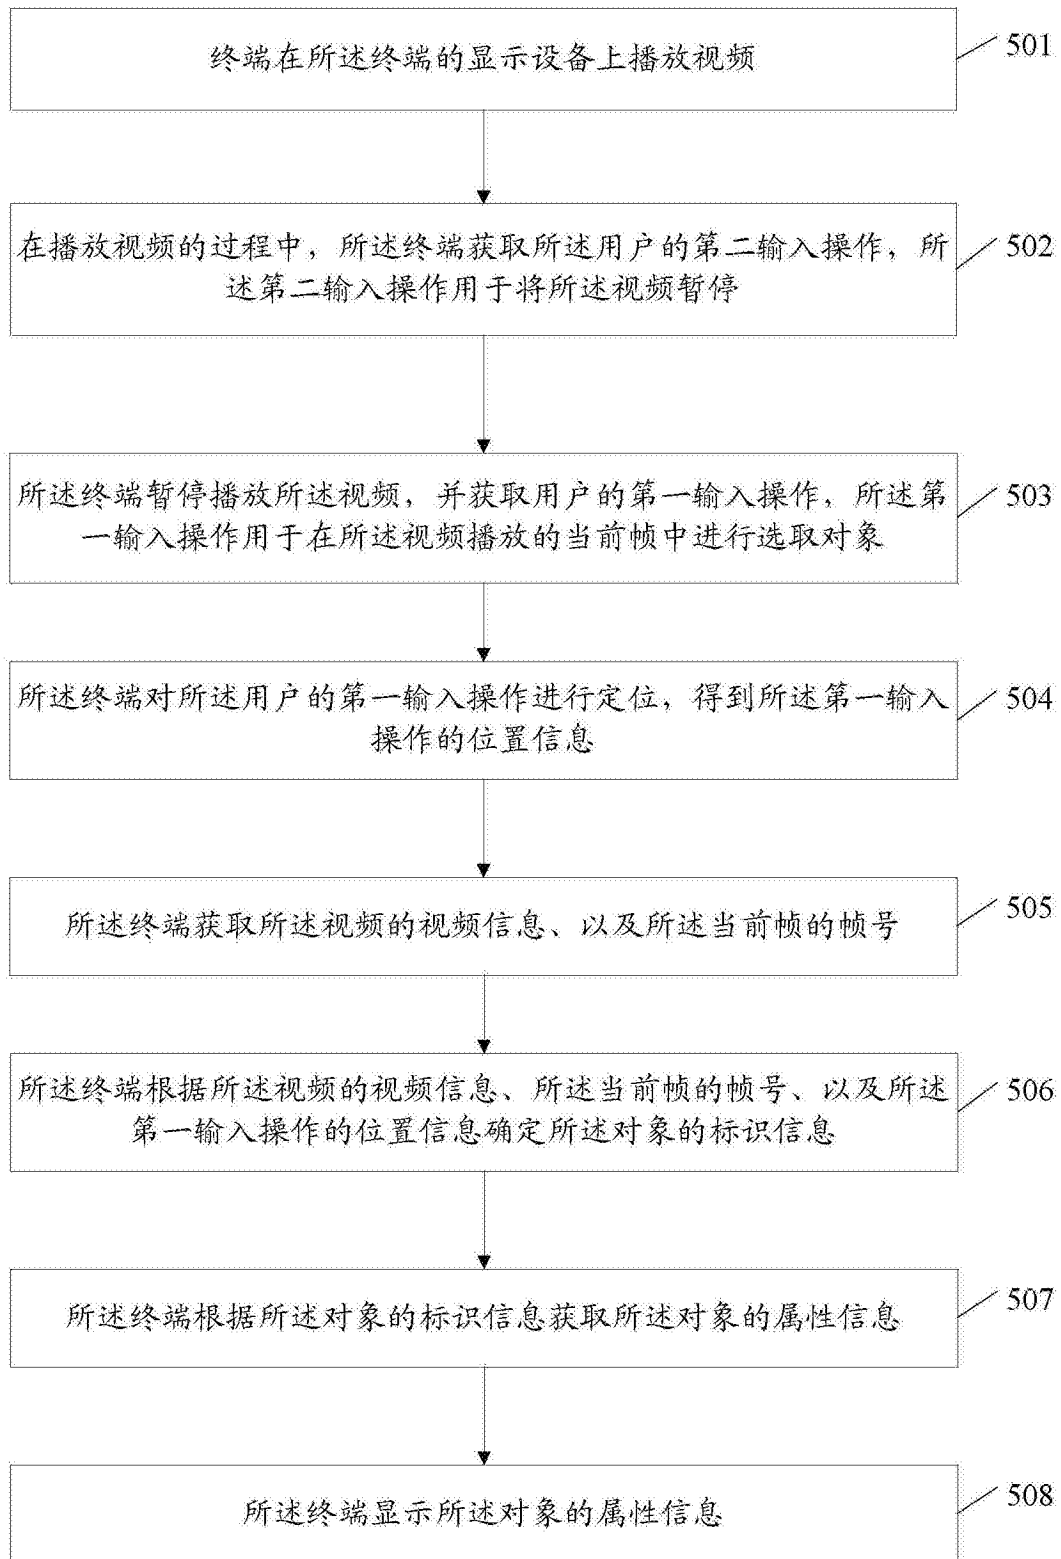 终端在所述终端的显示设备上播放视频
501
在播放视频的过程中，所述终端获取所述用户的第二输入操作，所
述第二输入操作用于将所述视频暂停
502
所述终端暂停播放所述视频，并获取用户的第一输入操作，所述第
一输入操作用于在所述视频播放的当前帧中进行选取对象
503
所述终端对所述用户的第一输入操作进行定位，得到所述第一输入
操作的位置信息
504
所述终端获取所述视频的视频信息、以及所述当前帧的帧号
505
所述终端根据所述视频的视频信息、所述当前帧的帧号、以及所述
第一输入操作的位置信息确定所述对象的标识信息
506
所述终端根据所述对象的标识信息获取所述对象的属性信息
507
所述终端显示所述对象的属性信息
508